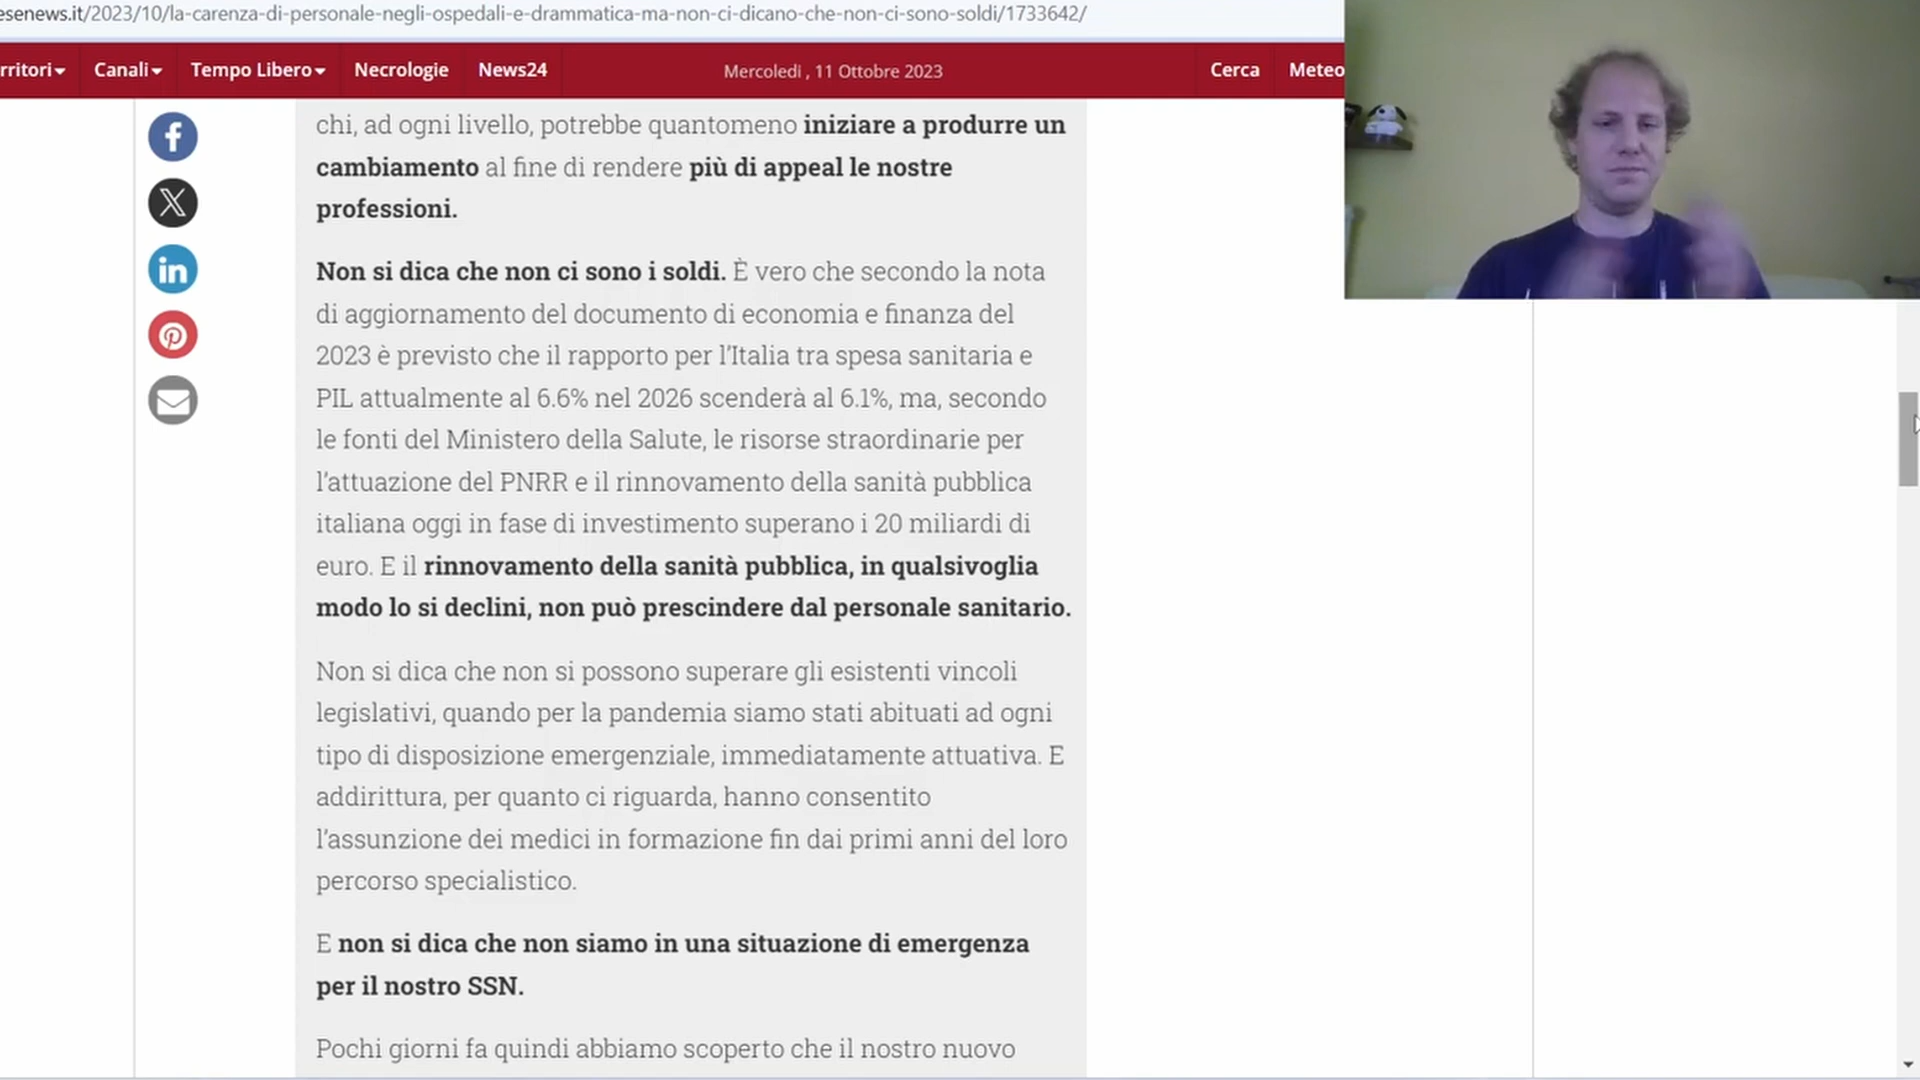 esenews.it/2023/10/la-carenza-di-personale-negli-ospedali-e-drammatica-ma-non-ci-dicano-che-non-ci-sono-soldi/1733642/
rritori Canali Tempo Libero Necrologie News24 Mercoledi , 11 Ottobre 2023 Cerca Meteo
chi, ad ogni livello, potrebbe quantomeno iniziare a produrre un
cambiamento al fine di rendere più di appeal le nostre
professioni.
Non si dica che non ci sono i soldi. È vero che secondo la nota
di aggiornamento del documento di economia e finanza del
2023 è previsto che il rapporto per l’Italia tra spesa sanitaria e
PIL attualmente al 6.6% nel 2026 scenderà al 6.1%, ma, secondo
le fonti del Ministero della Salute, le risorse straordinarie per
l’attuazione del PNRR e il rinnovamento della sanità pubblica
italiana oggi in fase di investimento superano i 20 miliardi di
euro. E il rinnovamento della sanità pubblica, in qualsivoglia
modo lo si declini, non può prescindere dal personale sanitario.
Non si dica che non si possono superare gli esistenti vincoli
legislativi, quando per la pandemia siamo stati abituati ad ogni
tipo di disposizione emergenziale, immediatamente attuativa. E
addirittura, per quanto ci riguarda, hanno consentito
l’assunzione dei medici in formazione fin dai primi anni del loro
percorso specialistico.
E non si dica che non siamo in una situazione di emergenza
per il nostro SSN.
Pochi giorni fa quindi abbiamo scoperto che il nostro nuovo